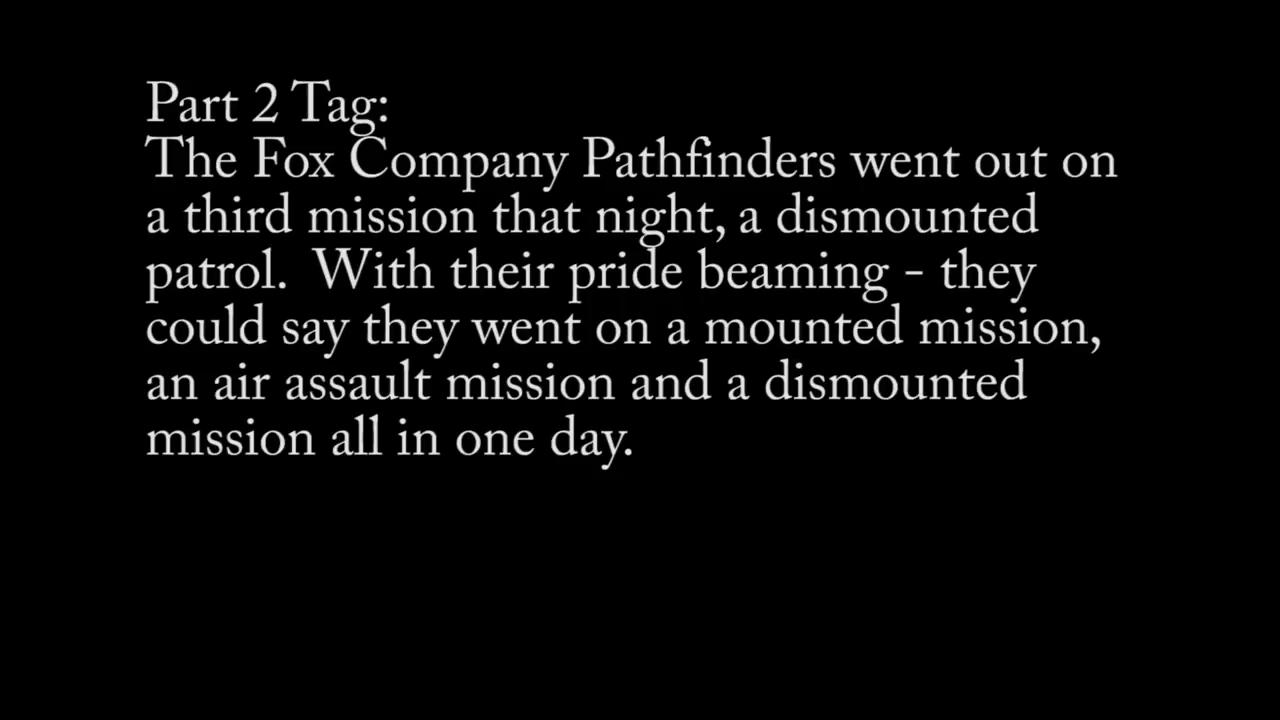 Part 2 Tag:
The Fox Company Pathfinders went out on
a third mission that night, a dismounted
patrol.  With their pride beaming - they
could say they went on a mounted mission,
an air assault mission and a dismounted
mission all in one day.